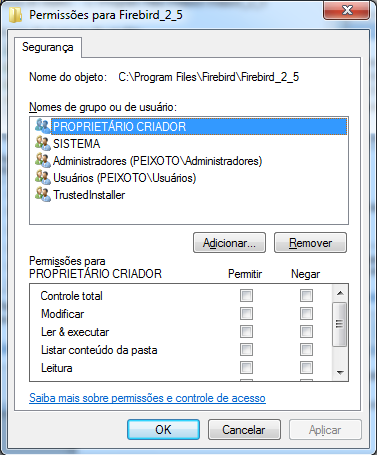 Permissões para Firebird_2_5
Segurança
Nome do objeto: C:\Program Files\Firebird\Firebird_2_5
Nomes de grupo ou de usuário:
PROPRIETÁRIO CRIADOR
SISTEMA
Administradores (PEIXOTO\Administradores)
Usuários (PEIXOTO\Usuários)
TrustedInstaller
Adicionar... Remover
Permissões para
PROPRIETÁRIO CRIADOR Permitir Negar
Controle total
Modificar
Ler & executar
Listar conteúdo da pasta
Leitura
Saiba mais sobre permissões e controle de acesso
OK Cancelar Aplicar